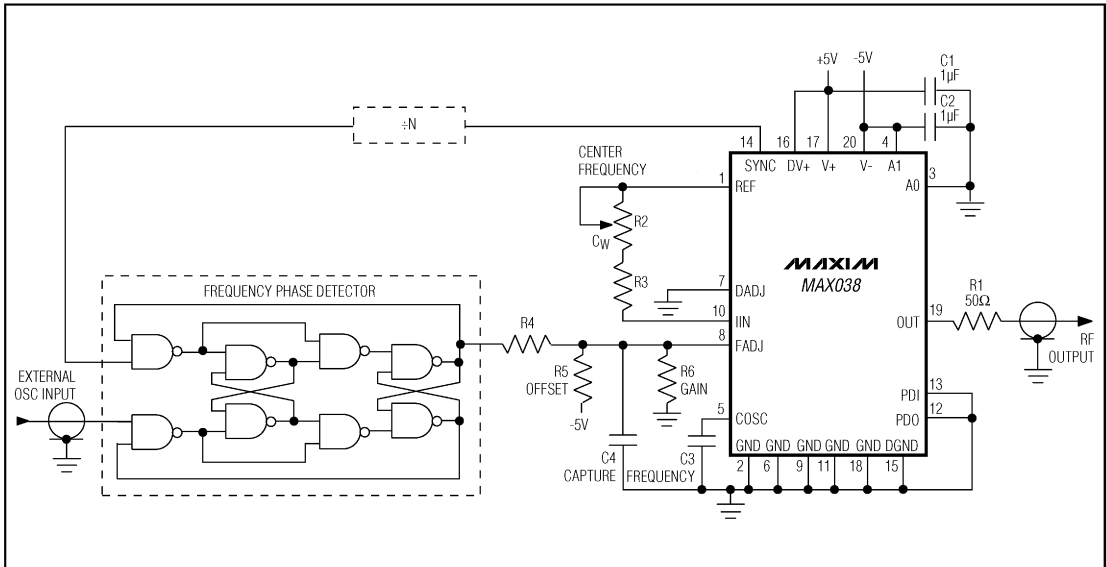 +5V
-5V
C1
1µF
C2
1µF
÷N
14
16
17
20
4
SYNC
DV+
V+
V-
A1
CENTER
FREQUENCY
1
REF
3
A0
R2
CW
R3
MAXIM
MAX038
7
DADJ
FREQUENCY PHASE DETECTOR
10
IIN
R1
50Ω
19
OUT
R4
8
FADJ
RF
OUTPUT
EXTERNAL
OSC INPUT
R5
OFFSET
R6
GAIN
-5V
13
PDI
12
PDO
5
COSC
C4
CAPTURE
C3
FREQUENCY
GND
GND
GND
GND
GND
DGND
2
6
9
11
18
15